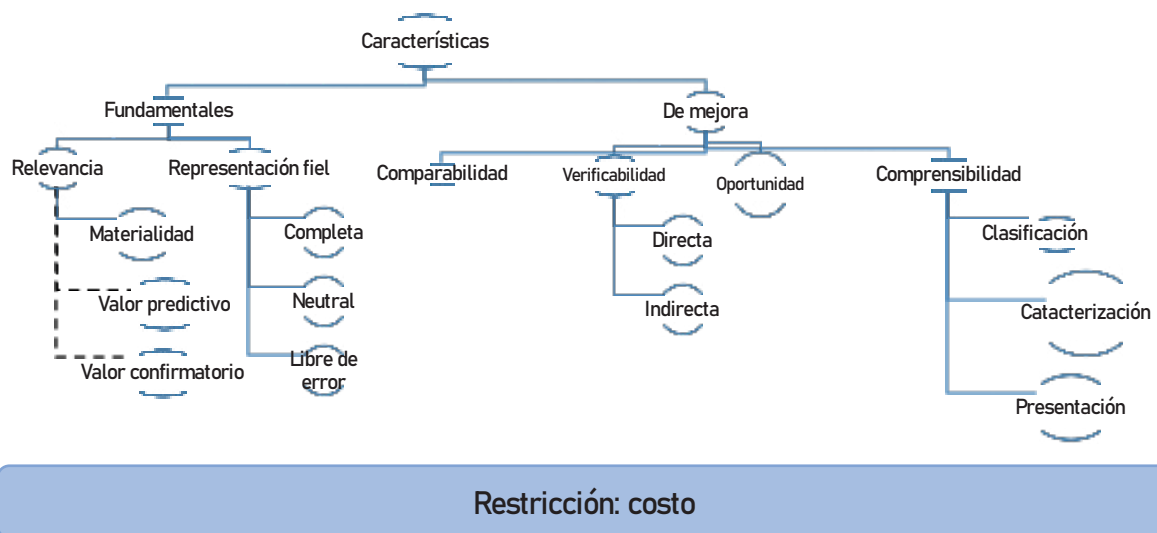 Características
Fundamentales
De mejora
Relevancia
Representación fiel
Comparabilidad
Verificabilidad
Oportunidad
Comprensibilidad
Materialidad
Valor predictivo
Valor confirmatorio
Completa
Neutral
Libre de
error
Directa
Indirecta
Clasificación
Catacterización
Presentación
Restricción: costo